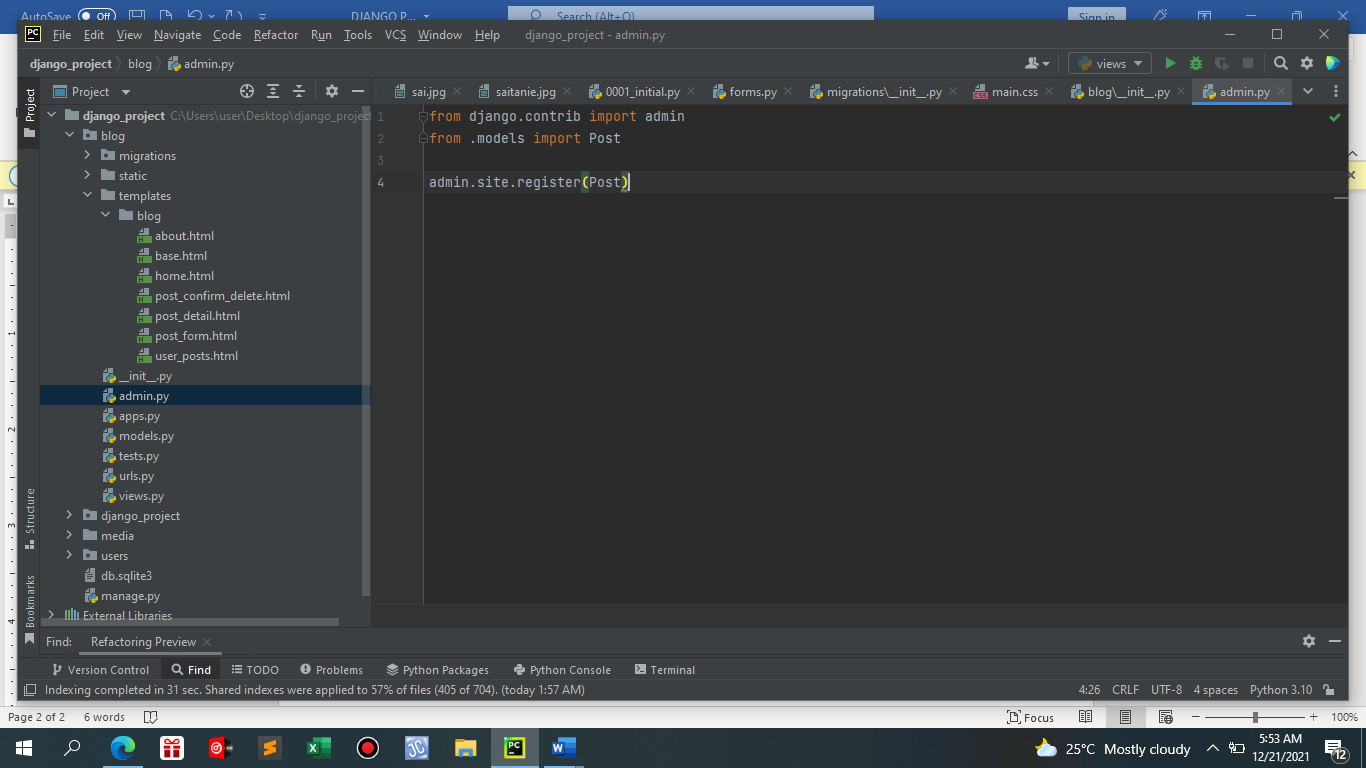 AutoSave Off DJANGO P... Search (Alt+Q) Sign in
PC File Edit View Navigate Code Refactor Run Tools VCS Window Help django_project - admin.py
django_project blog admin.py views
Project
Project
sai.jpg saitanie.jpg 0001_initial.py forms.py migrations\__init__.py main.css blog\__init__.py admin.py
django_project C:\Users\user\Desktop\django_projec
blog
migrations
static
templates
blog
about.html
base.html
home.html
post_confirm_delete.html
post_detail.html
post_form.html
user_posts.html
__init__.py
admin.py
apps.py
models.py
tests.py
urls.py
views.py
django_project
media
users
db.sqlite3
manage.py
External Libraries
1 from django.contrib import admin
2 from .models import Post
3
4 admin.site.register(Post)
Structure
Bookmarks
Find: Refactoring Preview
Version Control Find TODO Problems Python Packages Python Console Terminal
Indexing completed in 31 sec. Shared indexes were applied to 57% of files (405 of 704). (today 1:57 AM) 4:26 CRLF UTF-8 4 spaces Python 3.10
Page 2 of 2 6 words Focus 100%
25°C Mostly cloudy 5:53 AM
12/21/2021
12